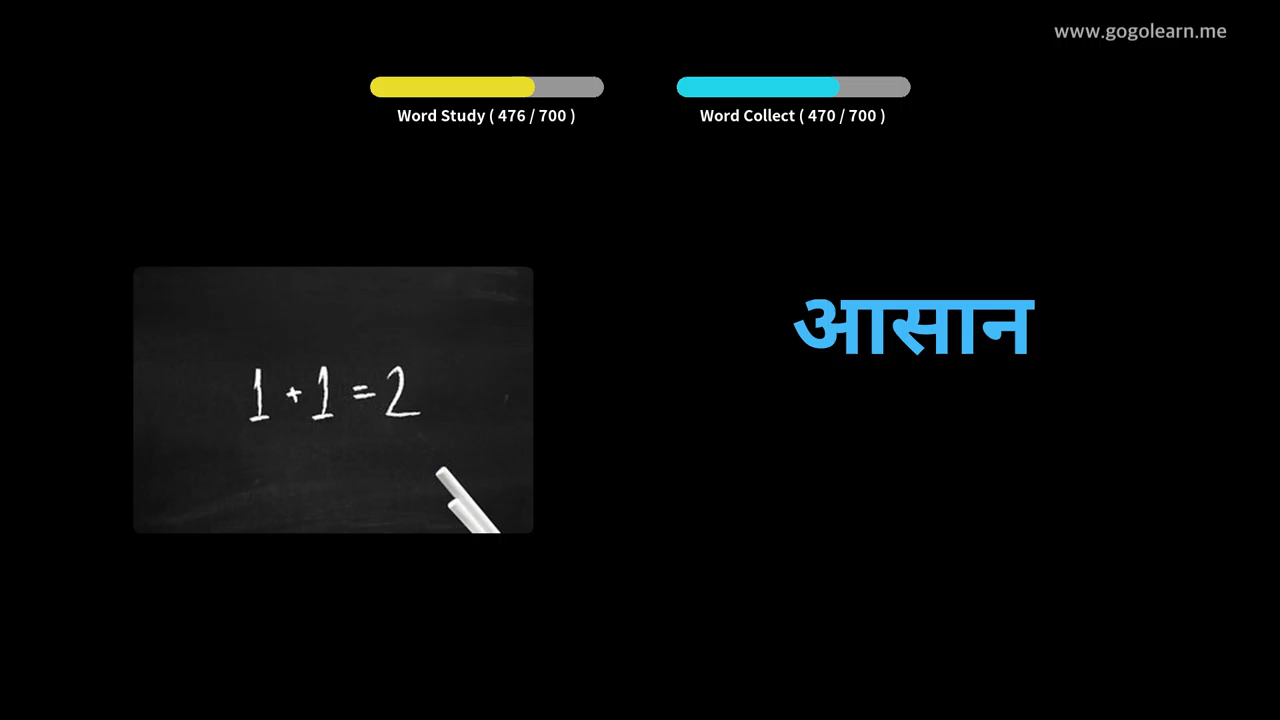 www.gogolearn.me
Word Study ( 476 / 700 )
Word Collect ( 470 / 700 )
1 + 1 = 2
आसान